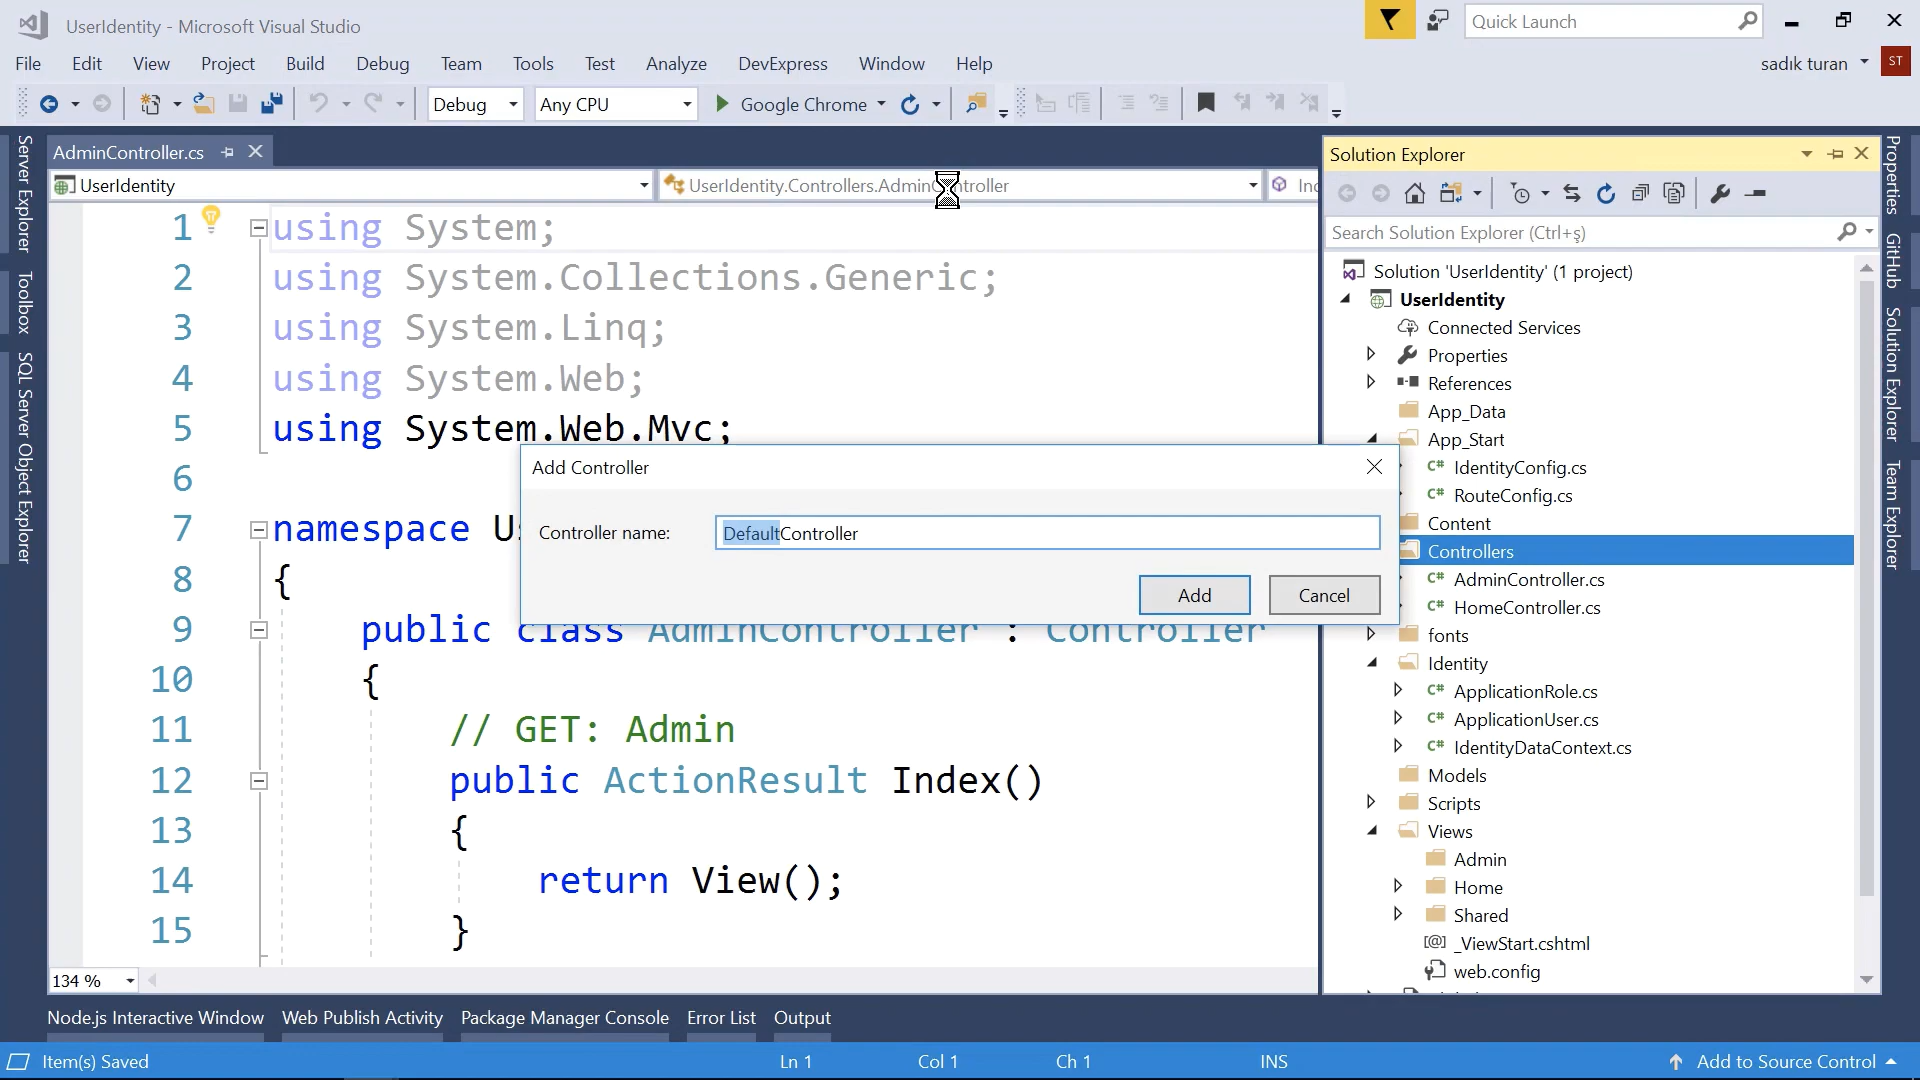 UserIdentity - Microsoft Visual Studio
Quick Launch
File Edit View Project Build Debug Team Tools Test Analyze DevExpress Window Help
sadık turan ST
Debug Any CPU Google Chrome
Server Explorer
Toolbox
SQL Server Object Explorer
AdminController.cs
UserIdentity UserIdentity.Controllers.AdminController
1 using System;
2 using System.Collections.Generic;
3 using System.Linq;
4 using System.Web;
5 using System.Web.Mvc;
6
7 namespace Us
8 {
9 public class AdminController : Controller
10 {
11 // GET: Admin
12 public ActionResult Index()
13 {
14 return View();
15 }
134 %
Add Controller
Controller name: DefaultController
Add Cancel
Solution Explorer
Search Solution Explorer (Ctrl+ş)
Solution 'UserIdentity' (1 project)
UserIdentity
Connected Services
Properties
References
App_Data
App_Start
C# IdentityConfig.cs
C# RouteConfig.cs
Content
Controllers
C# AdminController.cs
C# HomeController.cs
fonts
Identity
C# ApplicationRole.cs
C# ApplicationUser.cs
C# IdentityDataContext.cs
Models
Scripts
Views
Admin
Home
Shared
[@] _ViewStart.cshtml
web.config
Properties
GitHub
Solution Explorer
Team Explorer
Node.js Interactive Window Web Publish Activity Package Manager Console Error List Output
Item(s) Saved Ln 1 Col 1 Ch 1 INS Add to Source Control